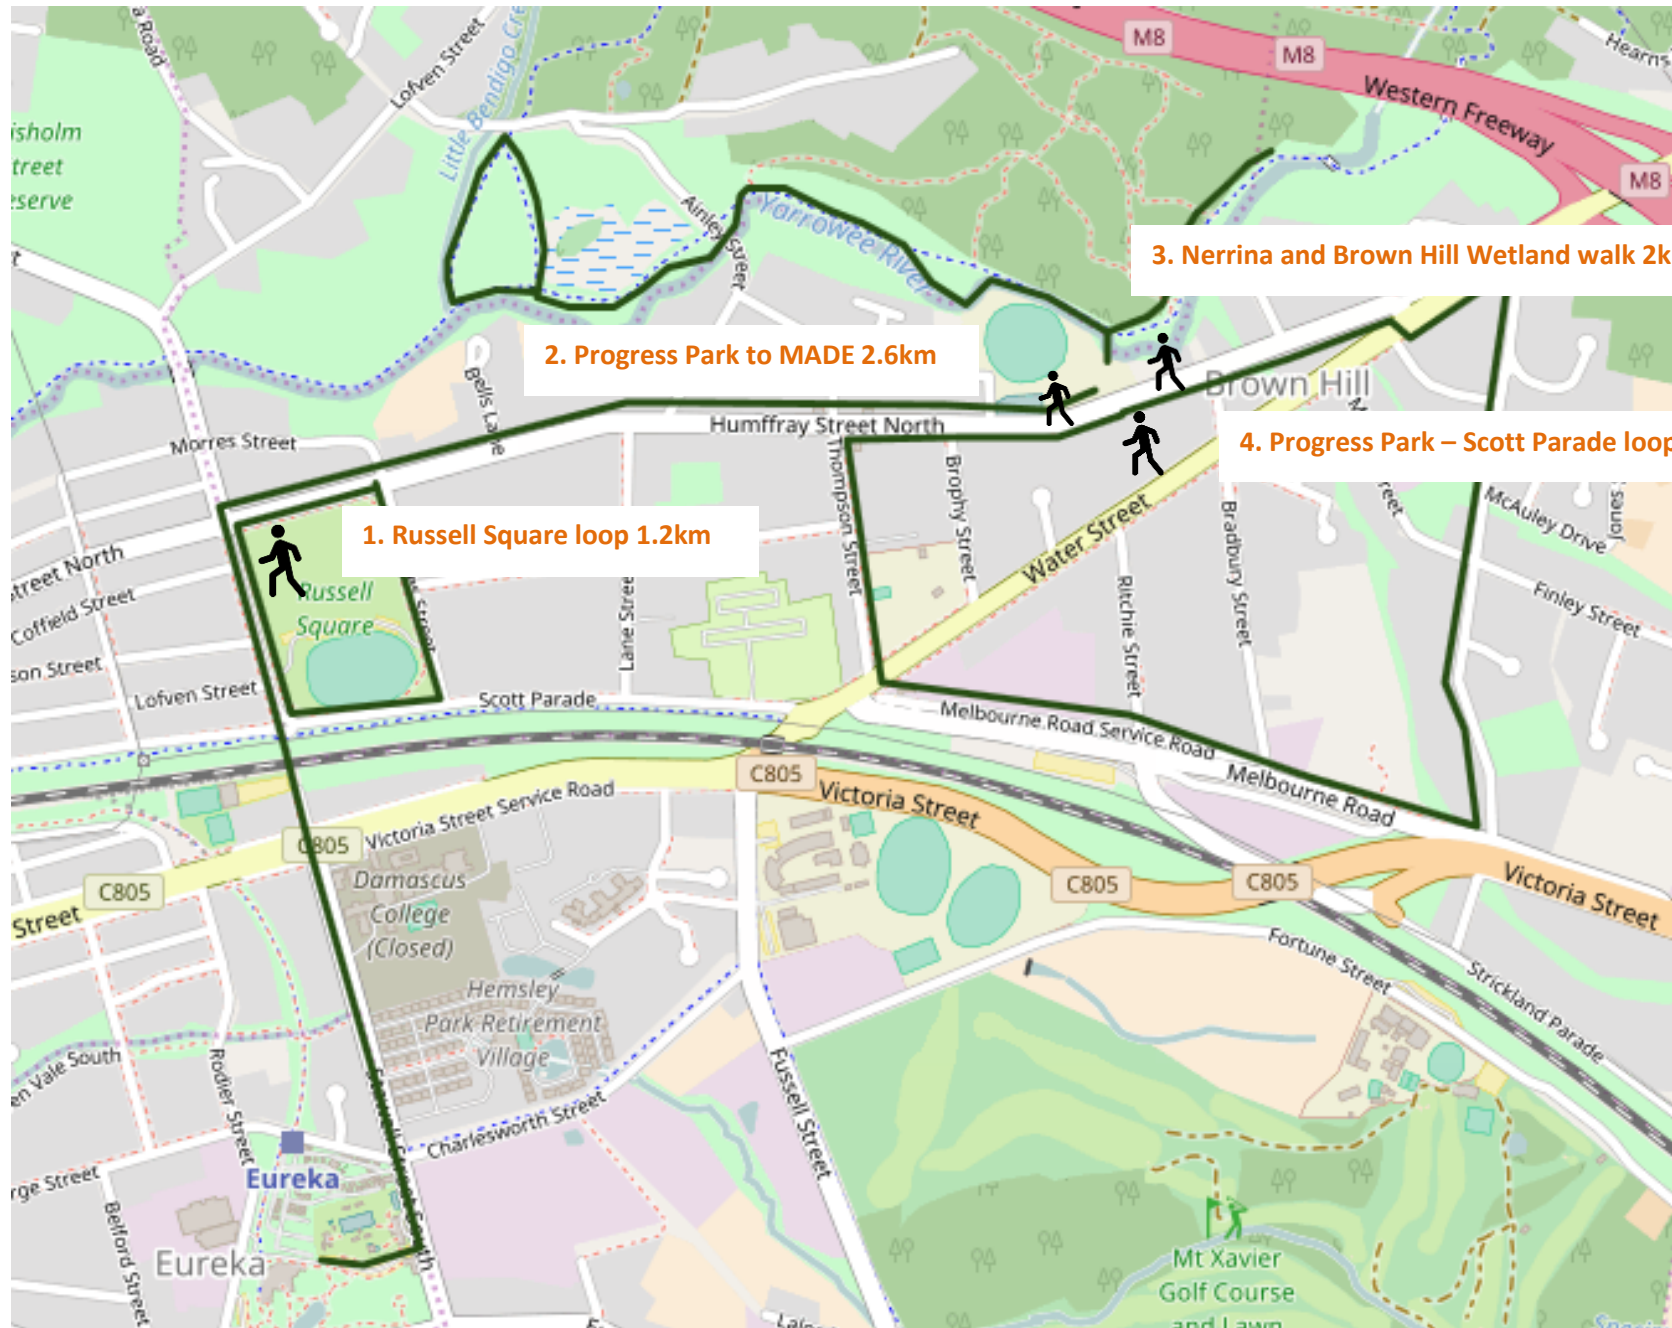 M8
M8
Hearns
a Road
Lofven Street
Western Freeway
Little Bendigo Cre
isholm
treet
eserve
M8
Ainley Street
Yarrowee River
3. Nerrina and Brown Hill Wetland walk 2k
2. Progress Park to MADE 2.6km
Bells Lane
Brown Hill
Morres Street
Humffray Street North
4. Progress Park – Scott Parade loop
1. Russell Square loop 1.2km
Thompson Street
Brophy Street
Water Street
Bradbury Street
reet
McAuley Drive
Jones
treet North
Coffield Street
Russell
Square
s Street
Lane Stree
Ritchie Street
Finley Street
son Street
Lofven Street
Scott Parade
Melbourne Road Service Road
Melbourne Road
C805
Victoria Street
Victoria Street Service Road
C805
C805
Street
Damascus
College
(Closed)
C805
C805
Victoria Street
Fortune Street
Strickland Parade
Hemsley
Park Retirement
Village
en Vale South
Rodier Street
Fussell Street
Charlesworth Street
rge Street
Eureka
Belford Street
Eureka
Mt Xavier
Golf Course
and Lawn